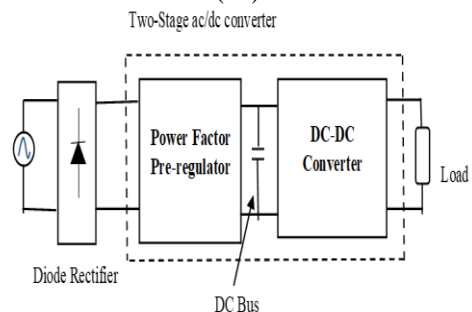 Two-Stage ac/dc converter
Power Factor
Pre-regulator
DC-DC
Converter
Load
Diode Rectifier
DC Bus